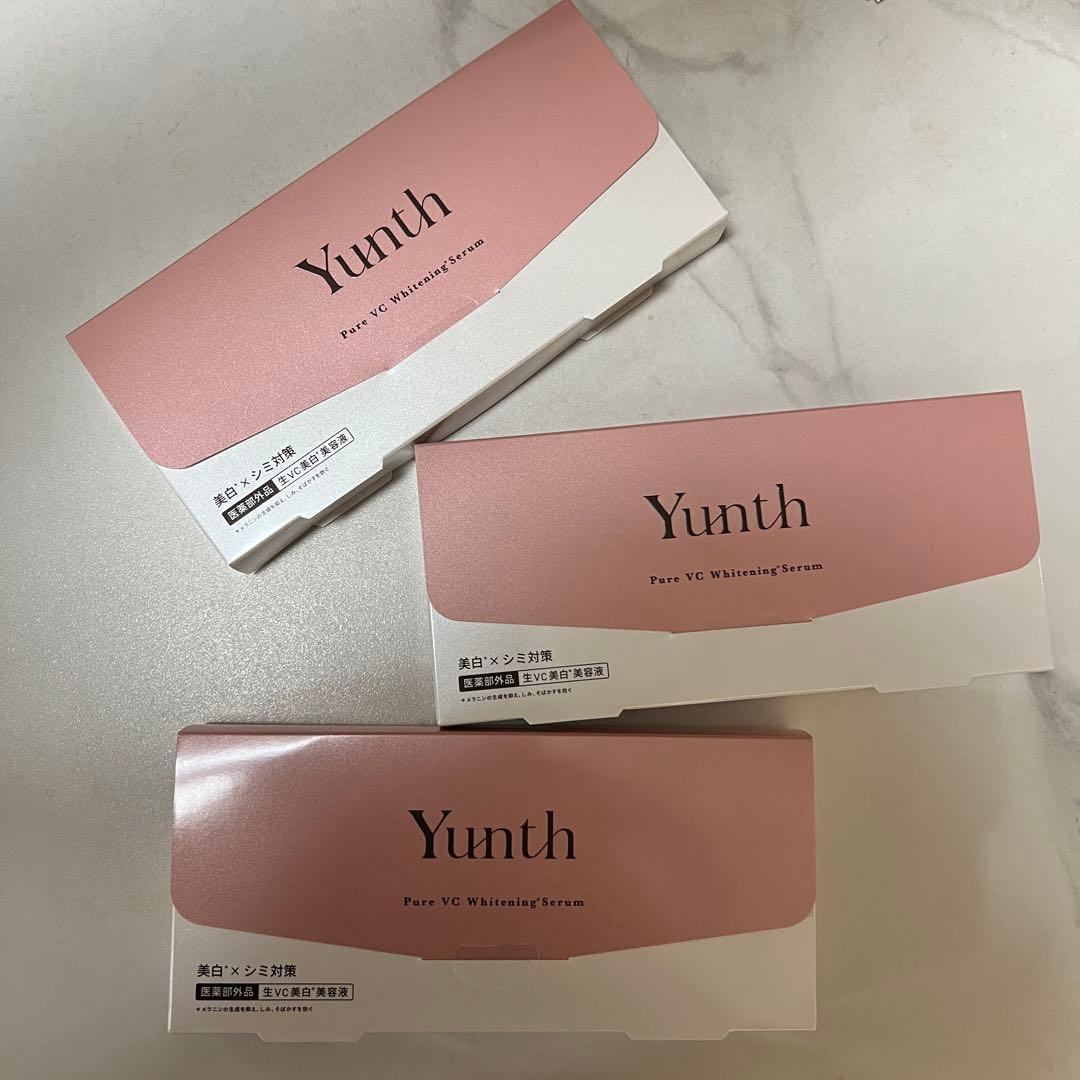 Yunth
Pure VC Whitening*Serum
美白*×シミ対策
医薬部外品 生VC美白*美容液
*メラニンの生成を抑え、しみ、そばかすを防ぐ
Yunth
Pure VC Whitening*Serum
美白*×シミ対策
医薬部外品 生VC美白*美容液
*メラニンの生成を抑え、しみ、そばかすを防ぐ
Yunth
Pure VC Whitening*Serum
美白*×シミ対策
医薬部外品 生VC美白*美容液
*メラニンの生成を抑え、しみ、そばかすを防ぐ